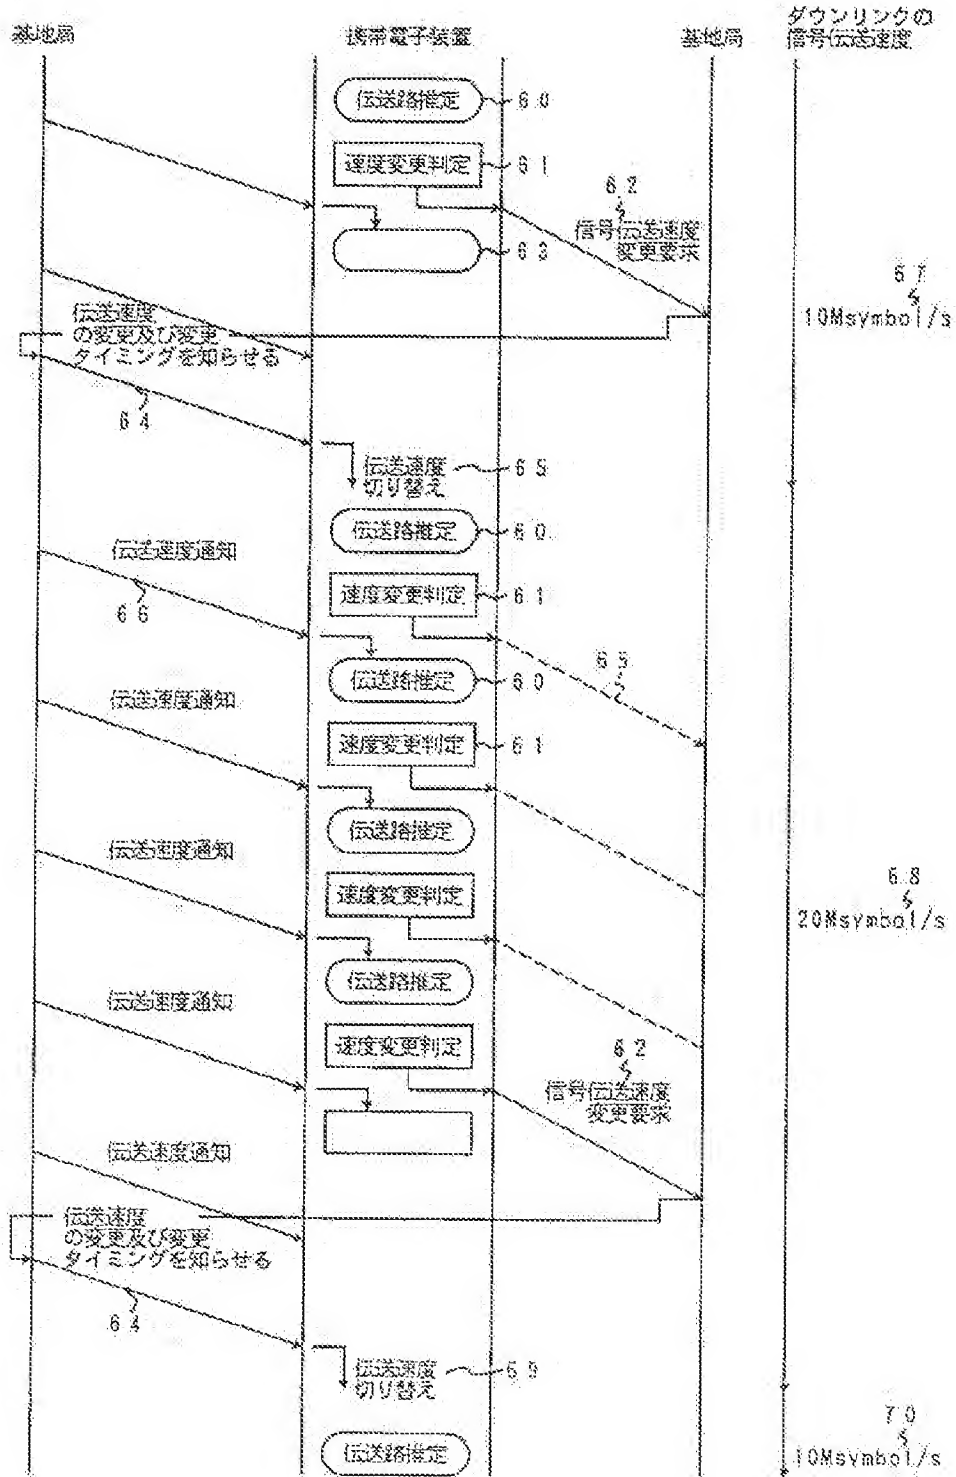 基地局
携帯電子装置
基地局
ダウンリンクの
信号伝送速度
伝送路推定
60
速度変更判定
61
62
信号伝送速度
変更要求
63
67
10Msymbol/s
伝送速度
の変更及び変更
タイミングを知らせる
64
伝送速度
切り替え
65
伝送路推定
60
伝送速度通知
速度変更判定
61
66
65
伝送路推定
60
伝送速度通知
速度変更判定
61
伝送路推定
伝送速度通知
速度変更判定
68
20Msymbol/s
伝送路推定
伝送速度通知
速度変更判定
62
信号伝送速度
変更要求
伝送速度通知
伝送速度
の変更及び変更
タイミングを知らせる
64
伝送速度
切り替え
69
70
伝送路推定
10Msymbol/s